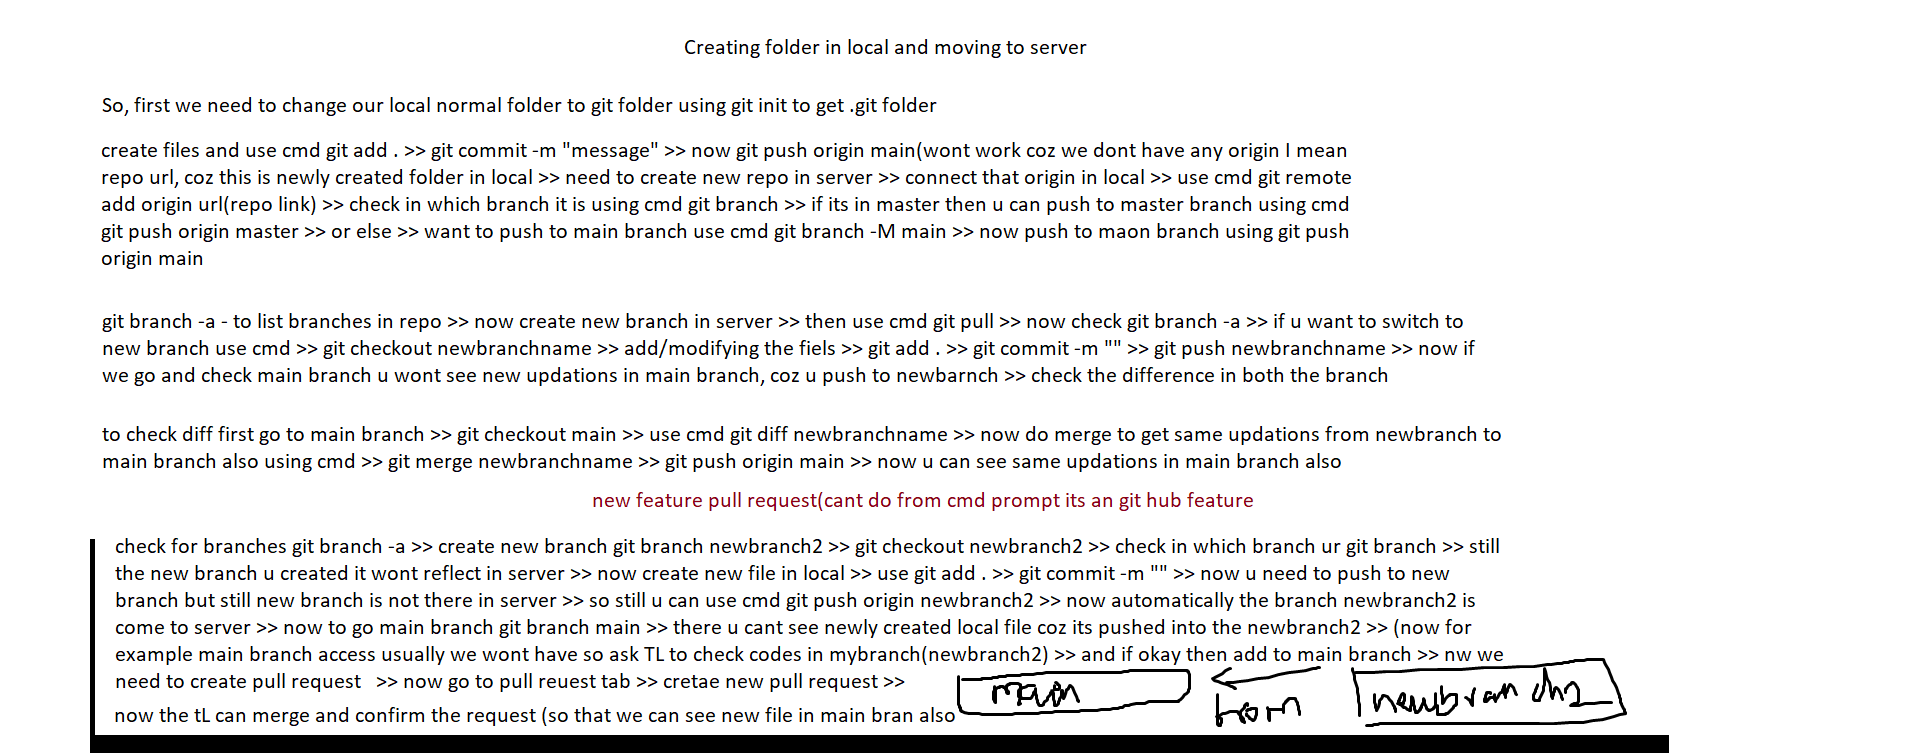 Creating folder in local and moving to server
So, first we need to change our local normal folder to git folder using git init to get .git folder
create files and use cmd git add . >> git commit -m "message" >> now git push origin main(wont work coz we dont have any origin I mean
repo url, coz this is newly created folder in local >> need to create new repo in server >> connect that origin in local >> use cmd git remote
add origin url(repo link) >> check in which branch it is using cmd git branch >> if its in master then u can push to master branch using cmd
git push origin master >> or else >> want to push to main branch use cmd git branch -M main >> now push to maon branch using git push
origin main
git branch -a - to list branches in repo >> now create new branch in server >> then use cmd git pull >> now check git branch -a >> if u want to switch to
new branch use cmd >> git checkout newbranchname >> add/modifying the fiels >> git add . >> git commit -m "" >> git push newbranchname >> now if
we go and check main branch u wont see new updations in main branch, coz u push to newbarnch >> check the difference in both the branch
to check diff first go to main branch >> git checkout main >> use cmd git diff newbranchname >> now do merge to get same updations from newbranch to
main branch also using cmd >> git merge newbranchname >> git push origin main >> now u can see same updations in main branch also
new feature pull request(cant do from cmd prompt its an git hub feature
check for branches git branch -a >> create new branch git branch newbranch2 >> git checkout newbranch2 >> check in which branch ur git branch >> still
the new branch u created it wont reflect in server >> now create new file in local >> use git add . >> git commit -m "" >> now u need to push to new
branch but still new branch is not there in server >> so still u can use cmd git push origin newbranch2 >> now automatically the branch newbranch2 is
come to server >> now to go main branch git branch main >> there u cant see newly created local file coz its pushed into the newbranch2 >> (now for
example main branch access usually we wont have so ask TL to check codes in mybranch(newbranch2) >> and if okay then add to main branch >> nw we
need to create pull request >> now go to pull reuest tab >> cretae new pull request >>
now the tL can merge and confirm the request (so that we can see new file in main bran also
main from newbranch2